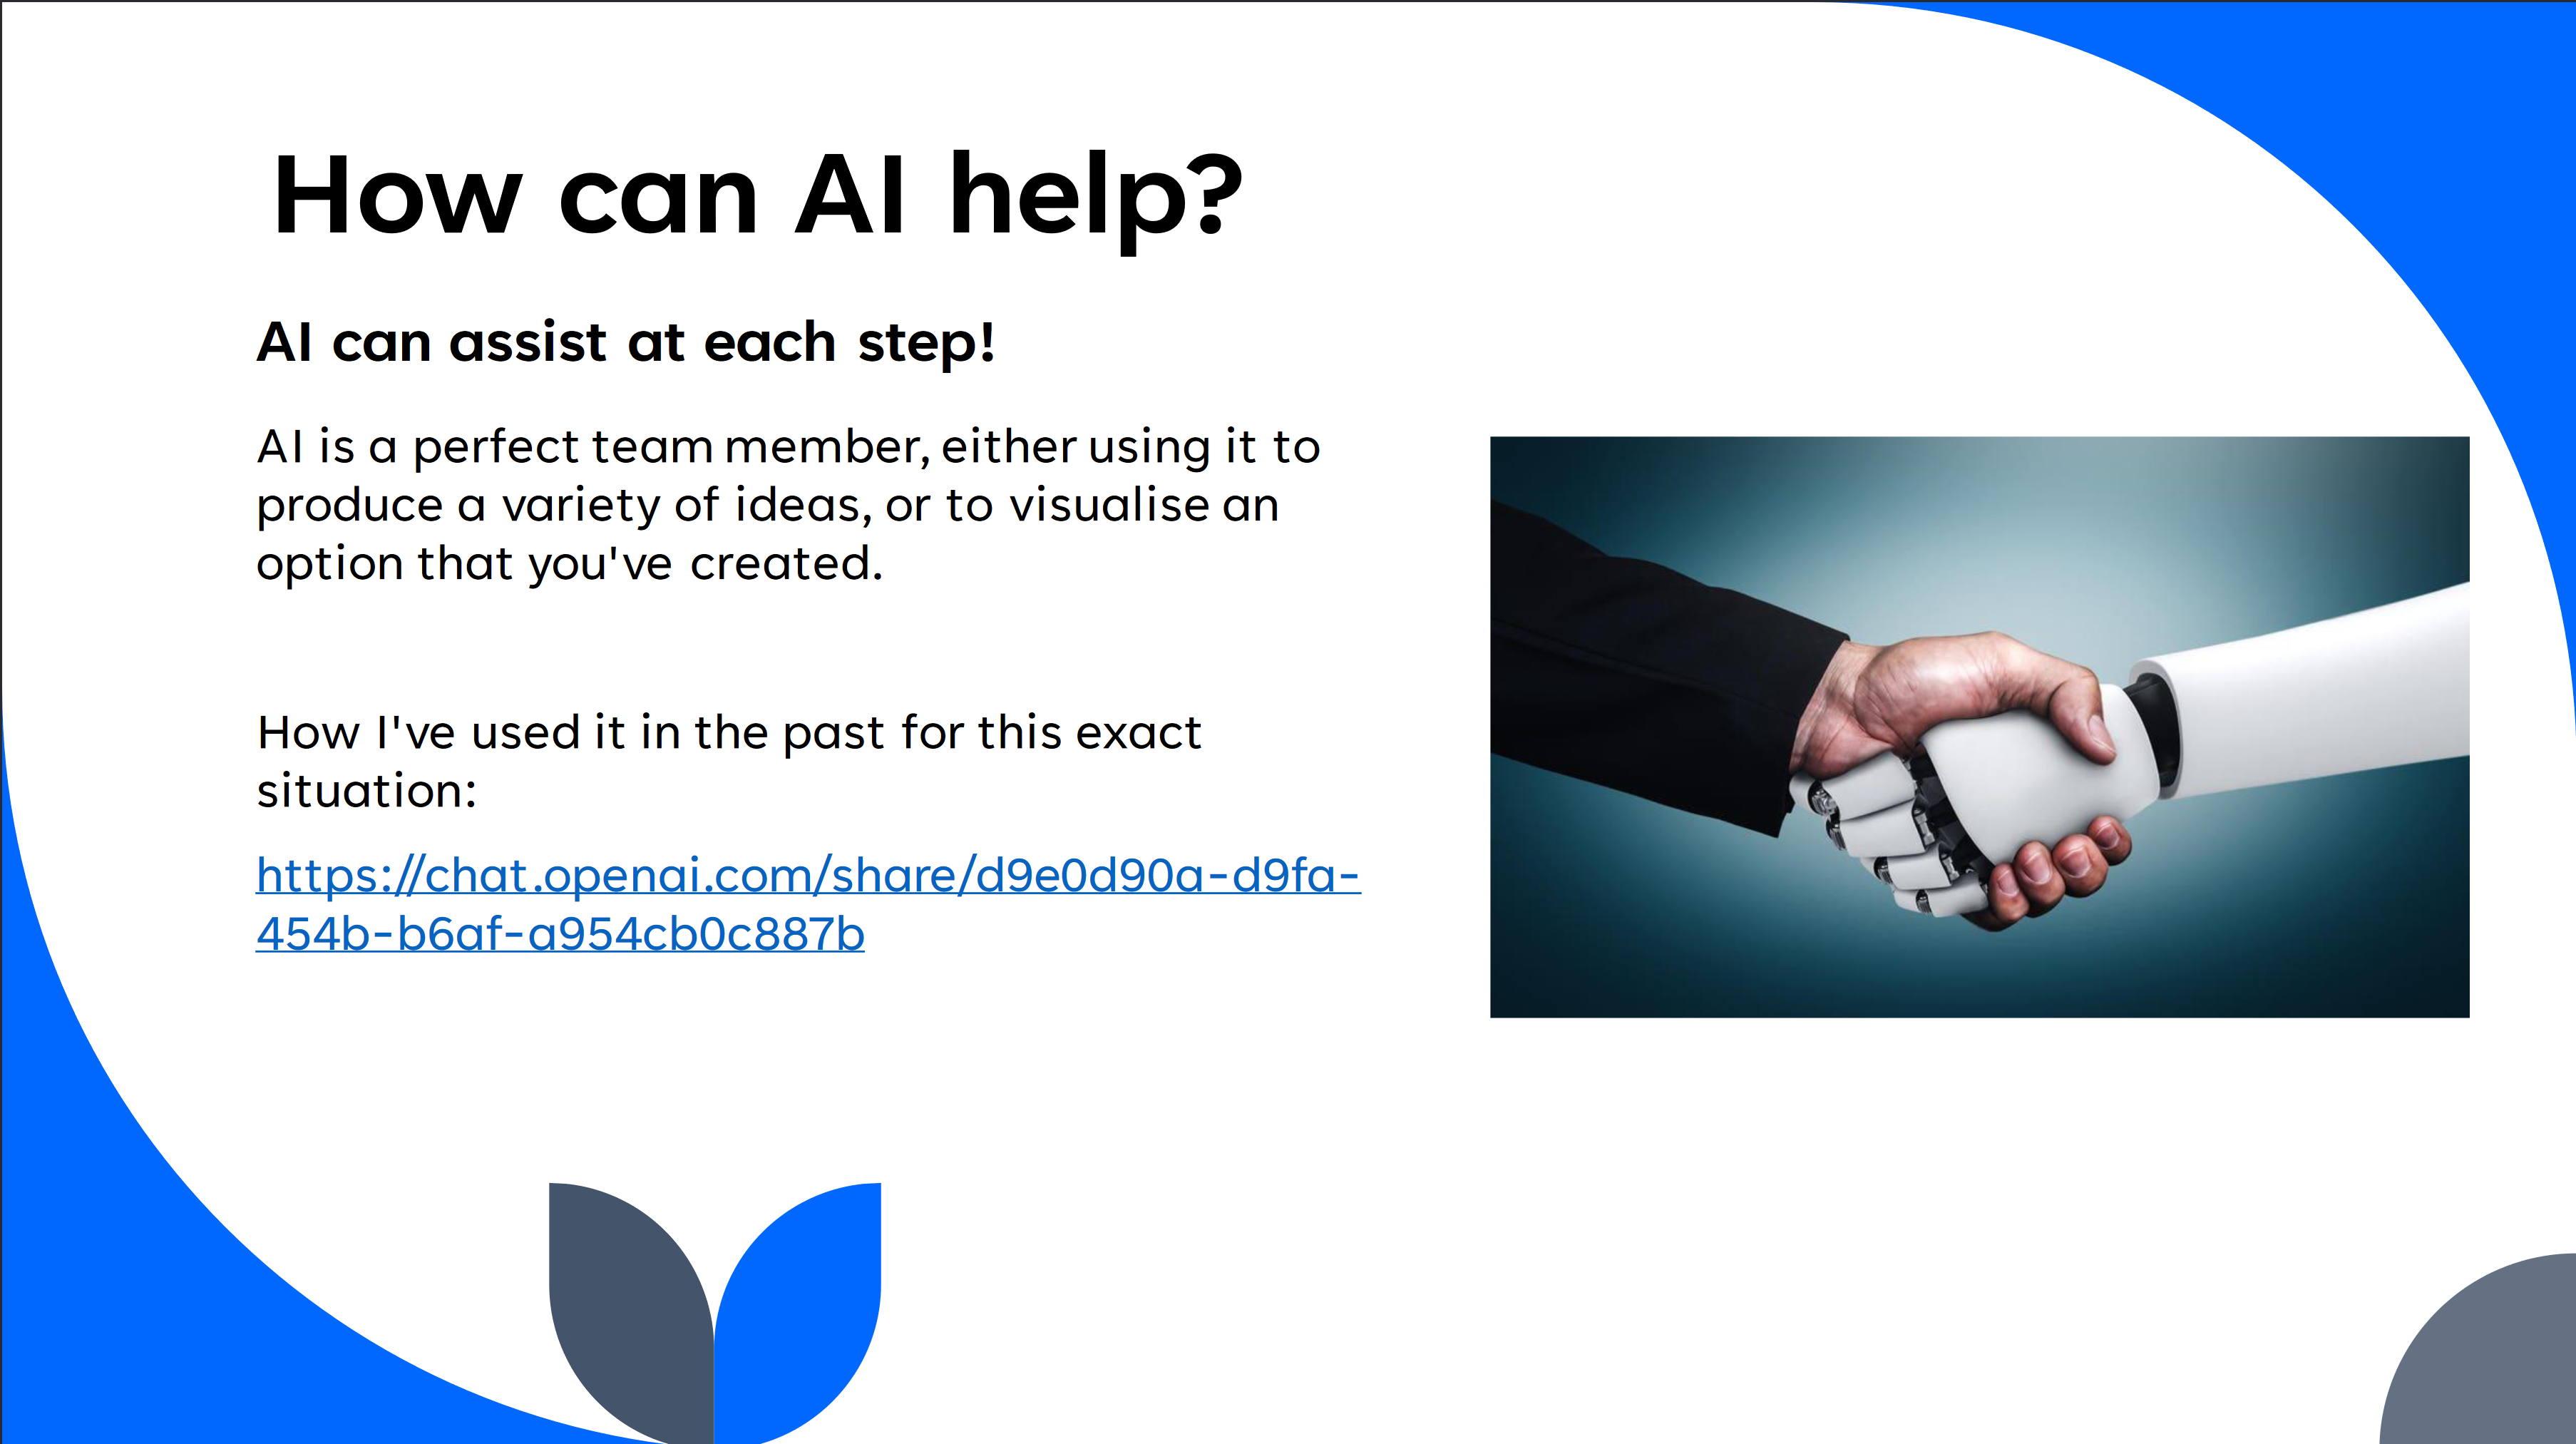 How can AI help?
AI can assist at each step!
AI is a perfect team member, either using it to
produce a variety of ideas, or to visualise an
option that you've created.
How I've used it in the past for this exact
situation:
https://chat.openai.com/share/d9e0d90a-d9fa-
454b-b6af-a954cb0c887b